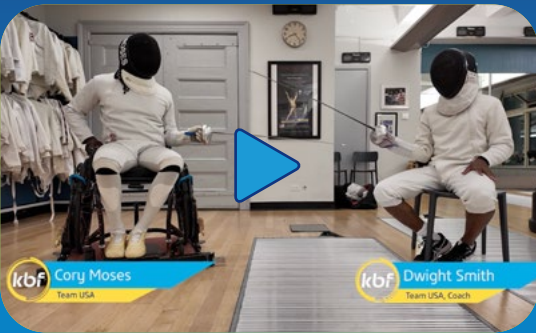 kbf
Cory Moses
Team USA
kbf
Dwight Smith
Team USA, Coach